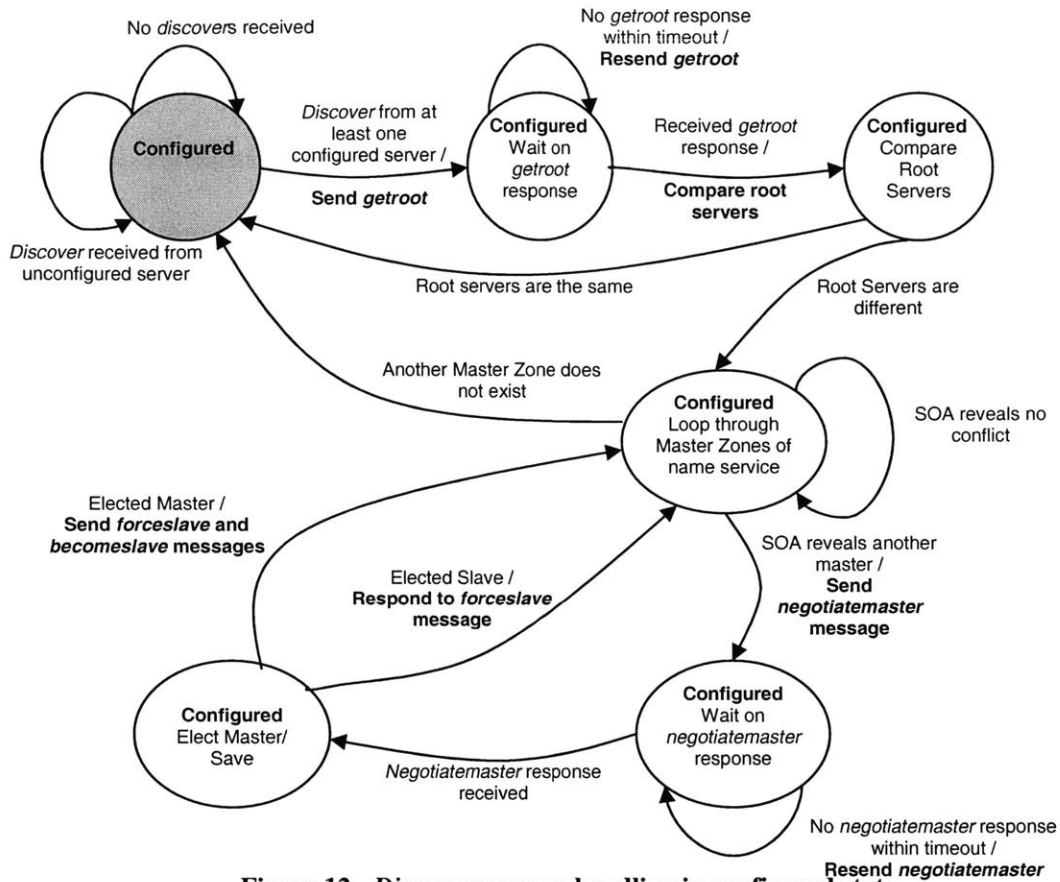 No discovers received
No getroot response
within timeout /
Resend getroot
Configured
Discover from at
least one
configured server /
Send getroot
Configured
Wait on
getroot
response
Received getroot
response /
Compare root
servers
Configured
Compare
Root
Servers
Discover received from
unconfigured server
Root servers are the same
Root Servers are
different
Another Master Zone does
not exist
Configured
Loop through
Master Zones of
name service
SOA reveals no
conflict
Elected Master /
Send forceslave and
becomeslave messages
Elected Slave /
Respond to forceslave
message
SOA reveals another
master /
Send
negotiatemaster
message
Configured
Elect Master/
Save
Configured
Wait on
negotiatemaster
response
Negotiatemaster response
received
No negotiatemaster response
within timeout /
Resend negotiatemaster